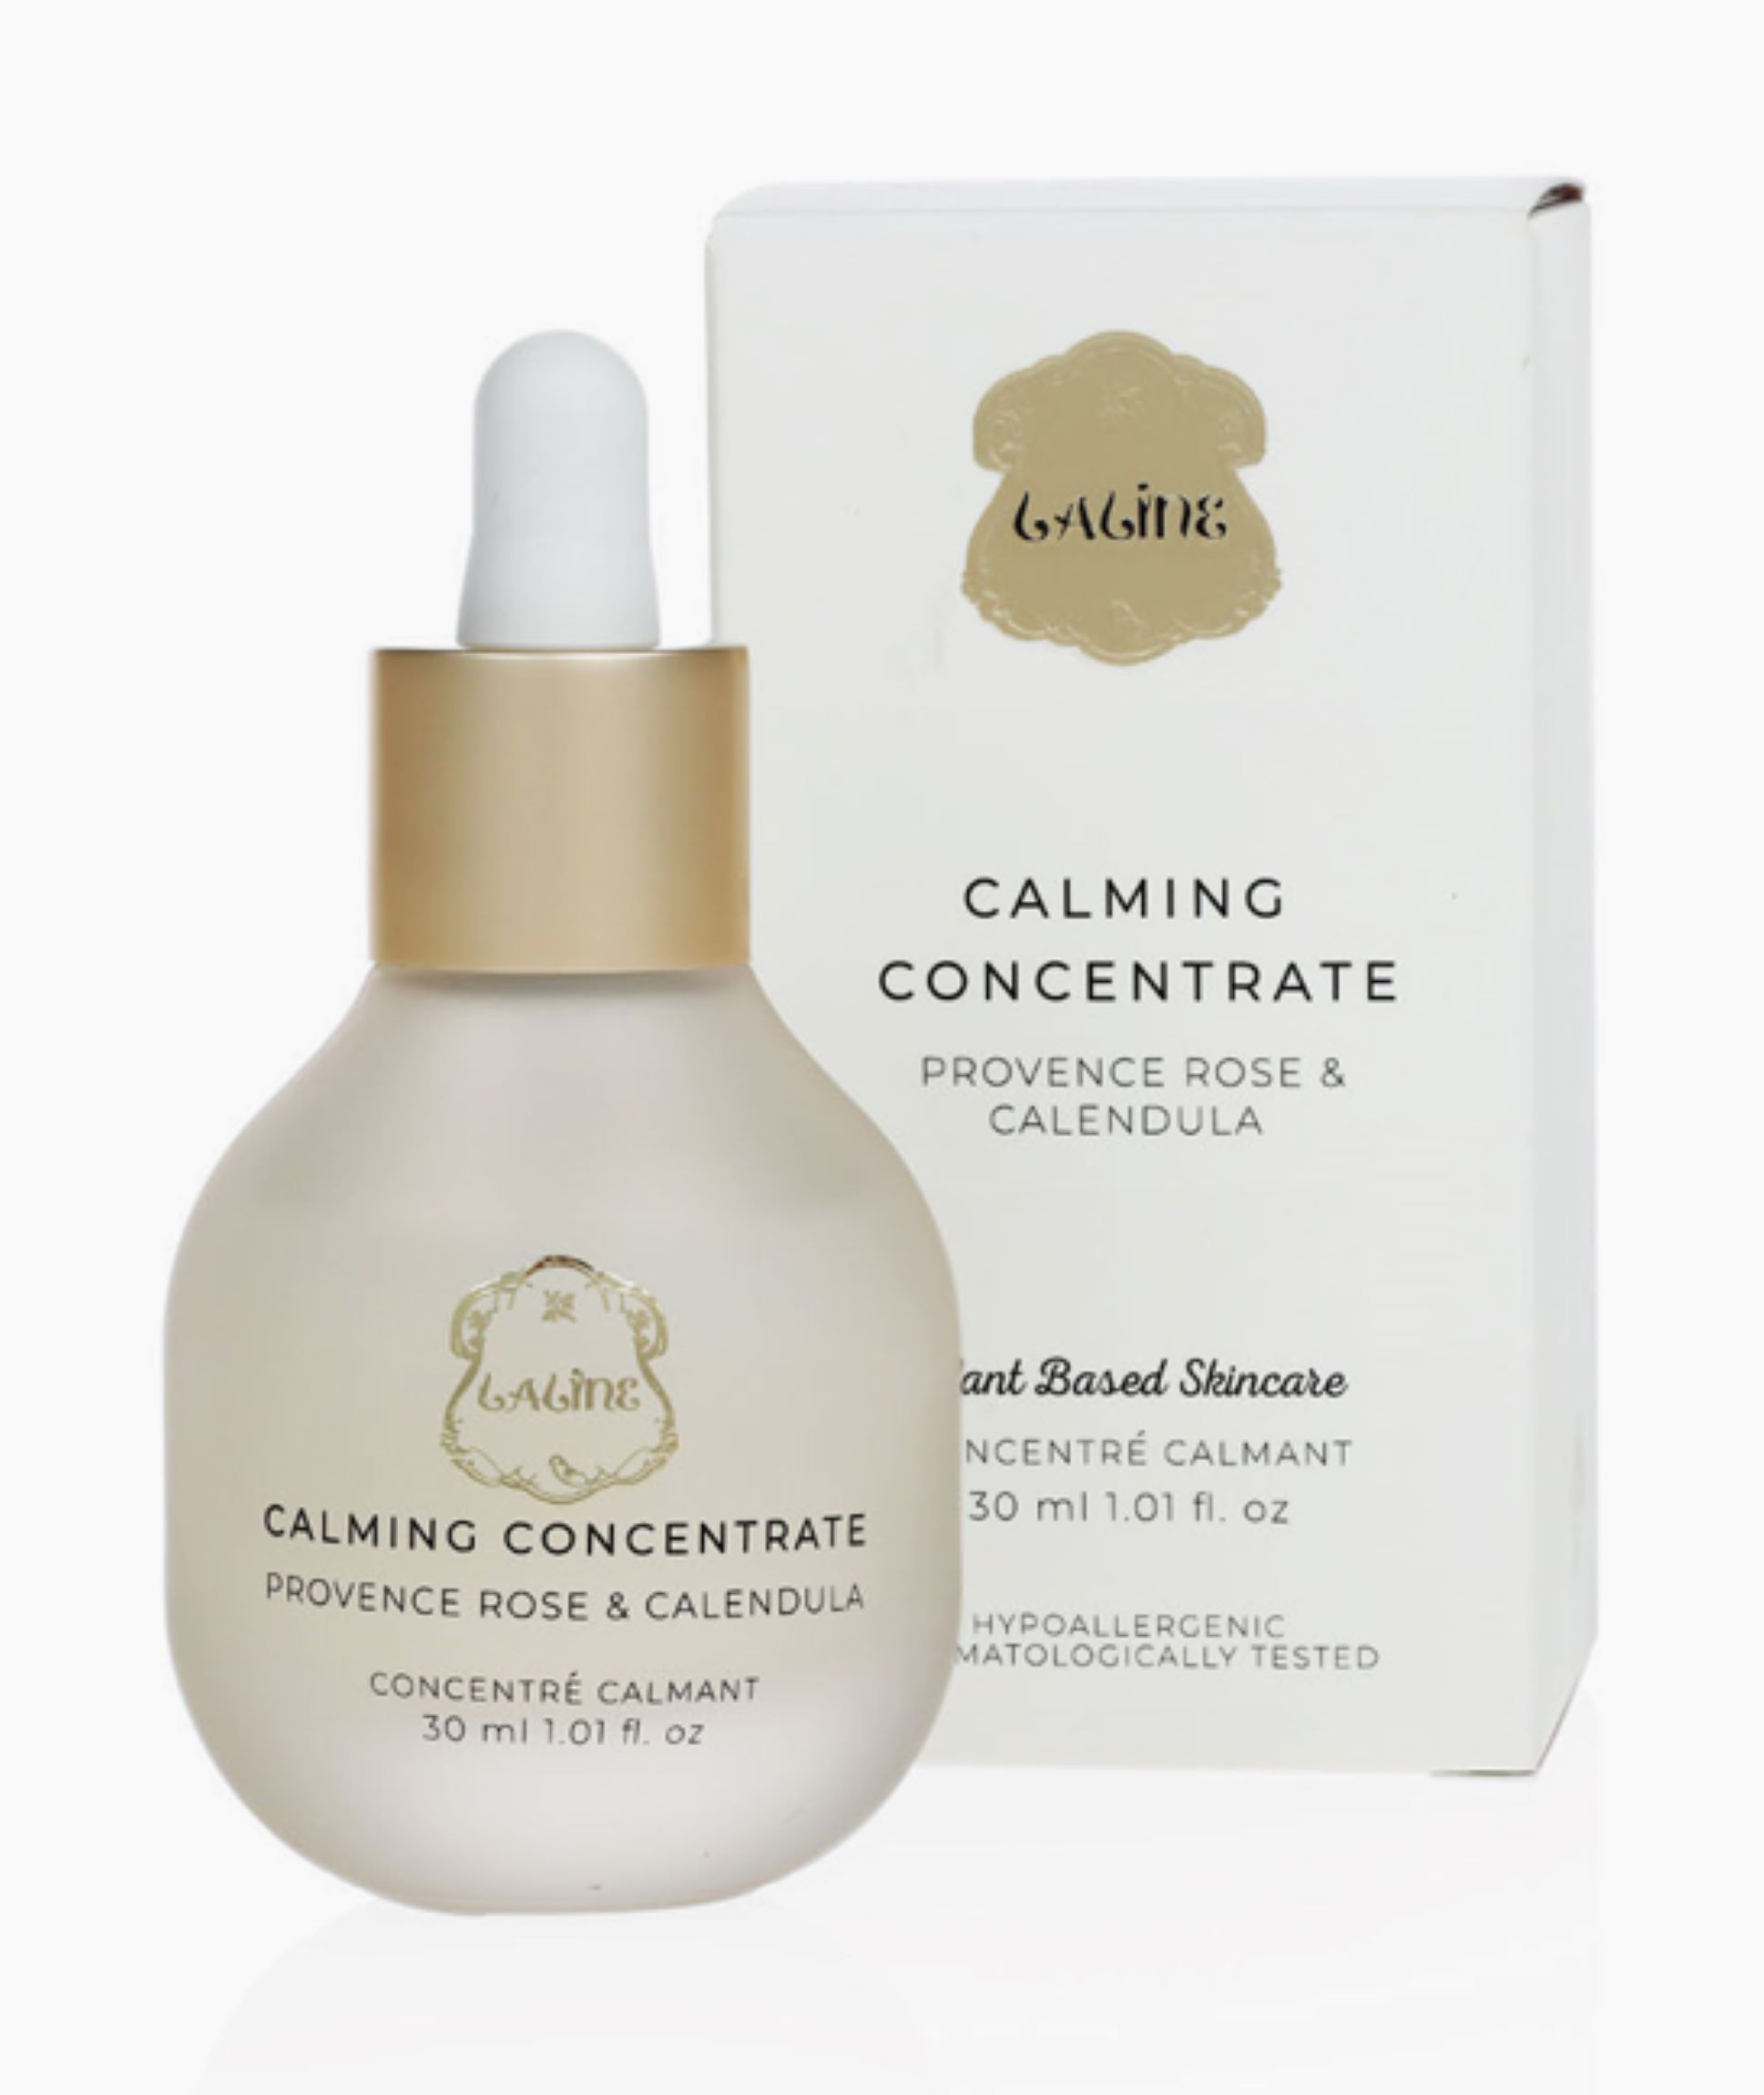 LALINE
CALMING
CONCENTRATE
PROVENCE ROSE &
CALENDULA
Based Skincare
CALMANT
30 ml 1.01 fl. oz
HYPOALLERGENIC
TESTED
LALINE
CALMING CONCENTRATE
PROVENCE ROSE & CALENDULA
CONCENTRÉ CALMANT
30 ml 1.01 fl. oz